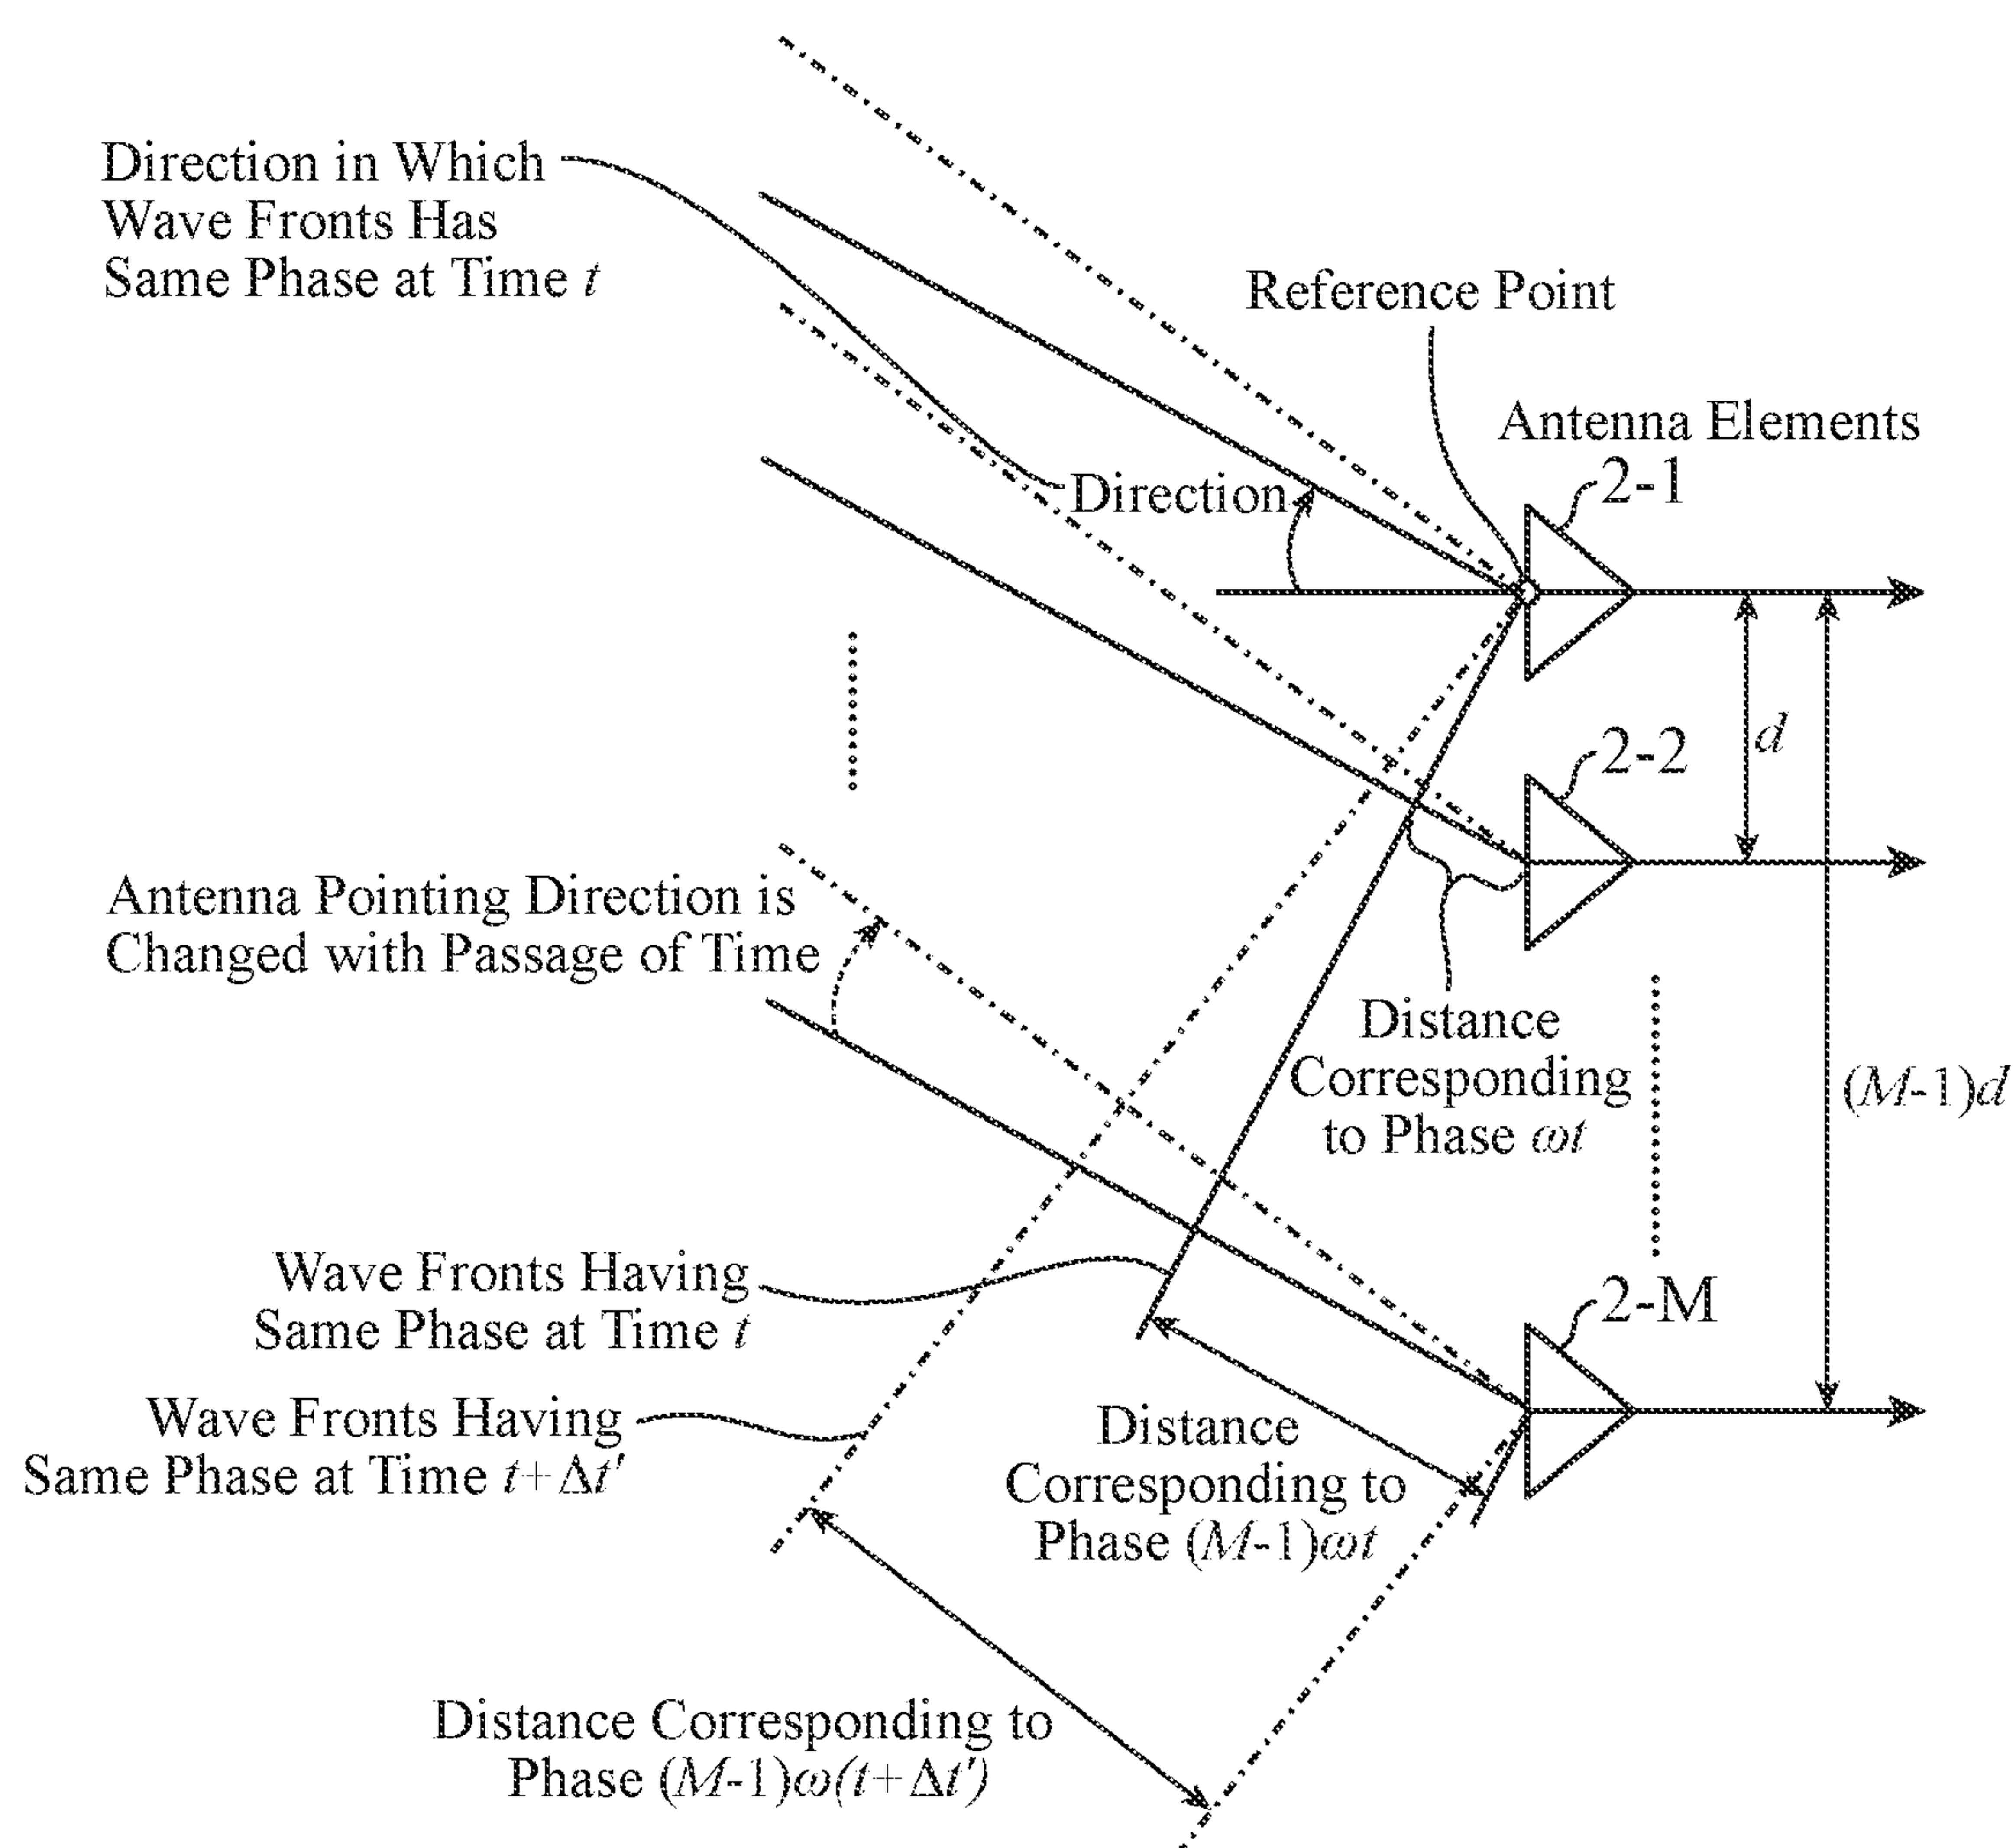 Direction in Which
Wave Fronts Has
Same Phase at Time t
Reference Point
Antenna Elements
2-1
Direction
d
2-2
Antenna Pointing Direction is
Changed with Passage of Time
Distance
Corresponding
to Phase ωt
(M-1)d
Wave Fronts Having
Same Phase at Time t
2-M
Wave Fronts Having
Same Phase at Time t+Δt'
Distance
Corresponding to
Phase (M-1)ωt
Distance Corresponding to
Phase (M-1)ω(t+Δt')